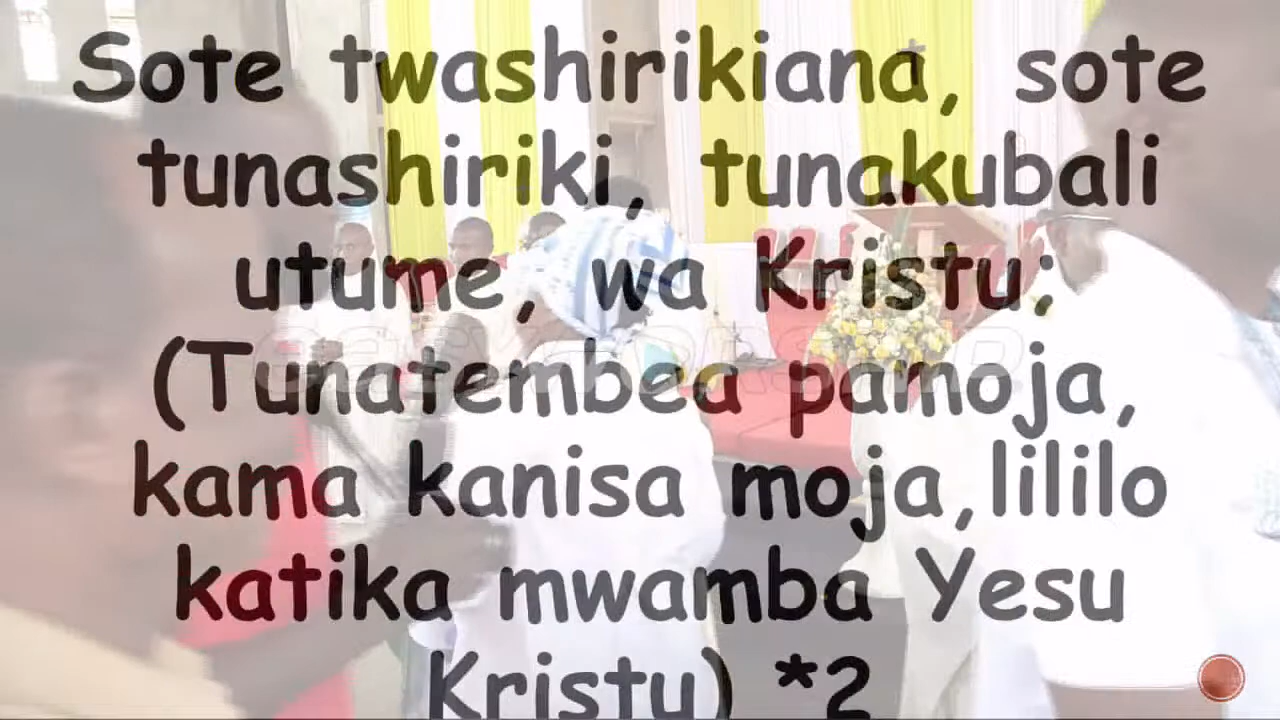 Sote twashirikiana, sote
tunashiriki, tunakubali
utume, wa Kristu;
(Tunatembea pamoja,
kama kanisa moja,lililo
katika mwamba Yesu
Kristu) *2